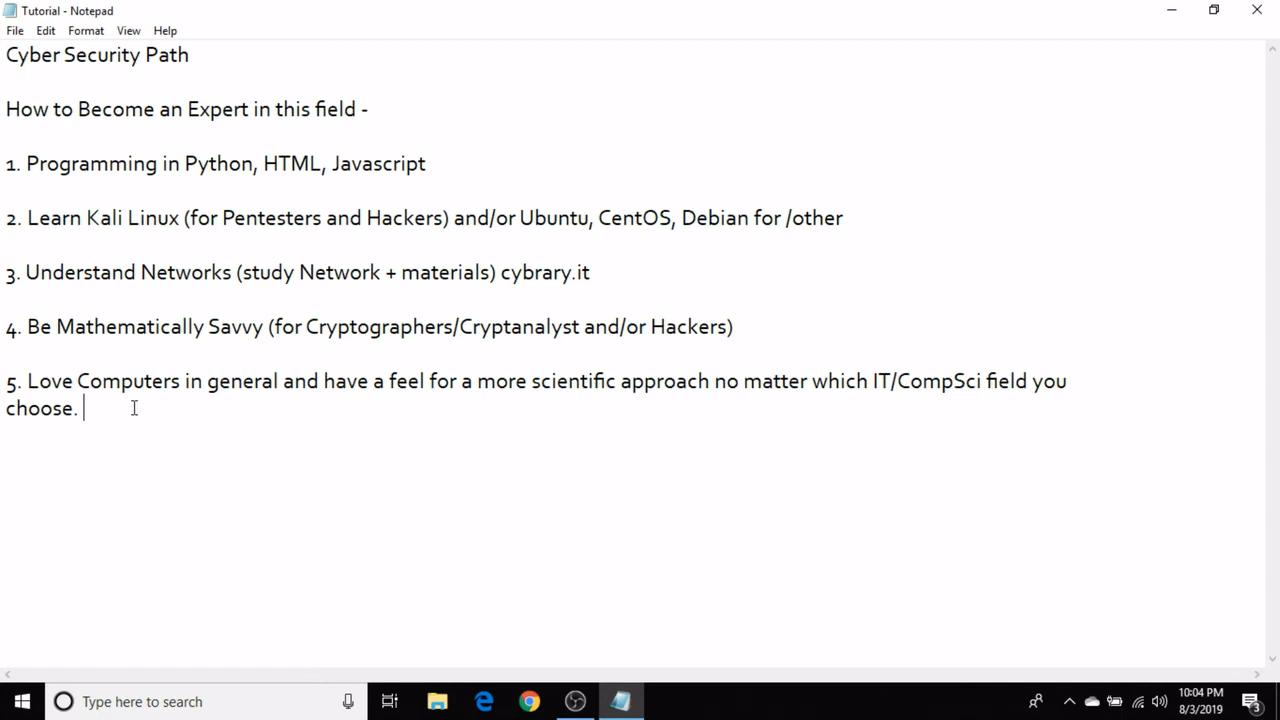 Tutorial - Notepad
File Edit Format View Help
Cyber Security Path
How to Become an Expert in this field -
1. Programming in Python, HTML, Javascript
2. Learn Kali Linux (for Pentesters and Hackers) and/or Ubuntu, CentOS, Debian for /other
3. Understand Networks (study Network + materials) cybrary.it
4. Be Mathematically Savvy (for Cryptographers/Cryptanalyst and/or Hackers)
5. Love Computers in general and have a feel for a more scientific approach no matter which IT/CompSci field you
choose.
Type here to search
10:04 PM
8/3/2019
3